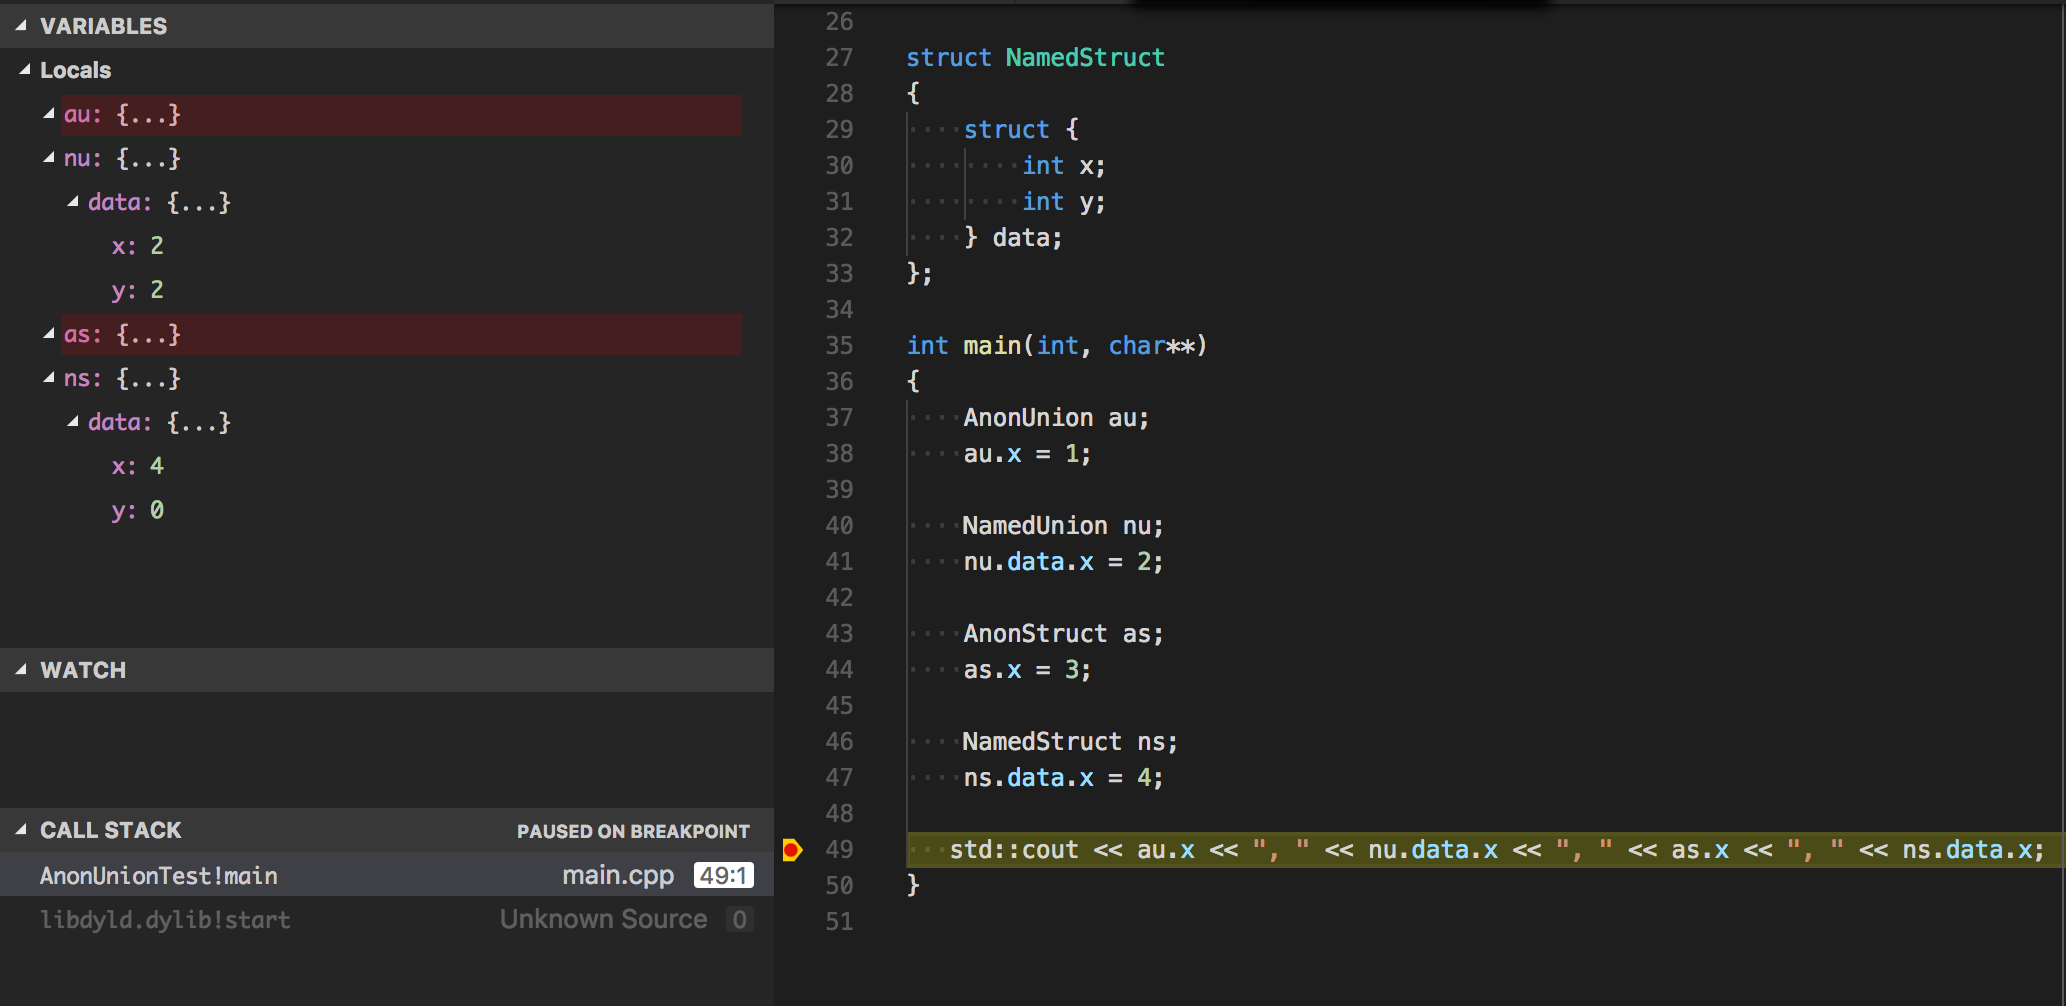 VARIABLES
Locals
au: {...}
nu: {...}
data: {...}
x: 2
y: 2
as: {...}
ns: {...}
data: {...}
x: 4
y: 0
WATCH
CALL STACK PAUSED ON BREAKPOINT
AnonUnionTest!main main.cpp 49:1
libdyld.dylib!start Unknown Source 0
26
27 struct NamedStruct
28 {
29 ····struct {
30 ········int x;
31 ········int y;
32 ····} data;
33 };
34
35 int main(int, char**)
36 {
37 ····AnonUnion au;
38 ····au.x = 1;
39
40 ····NamedUnion nu;
41 ····nu.data.x = 2;
42
43 ····AnonStruct as;
44 ····as.x = 3;
45
46 ····NamedStruct ns;
47 ····ns.data.x = 4;
48
49 ···std::cout << au.x << ", " << nu.data.x << ", " << as.x << ", " << ns.data.x;
50 }
51